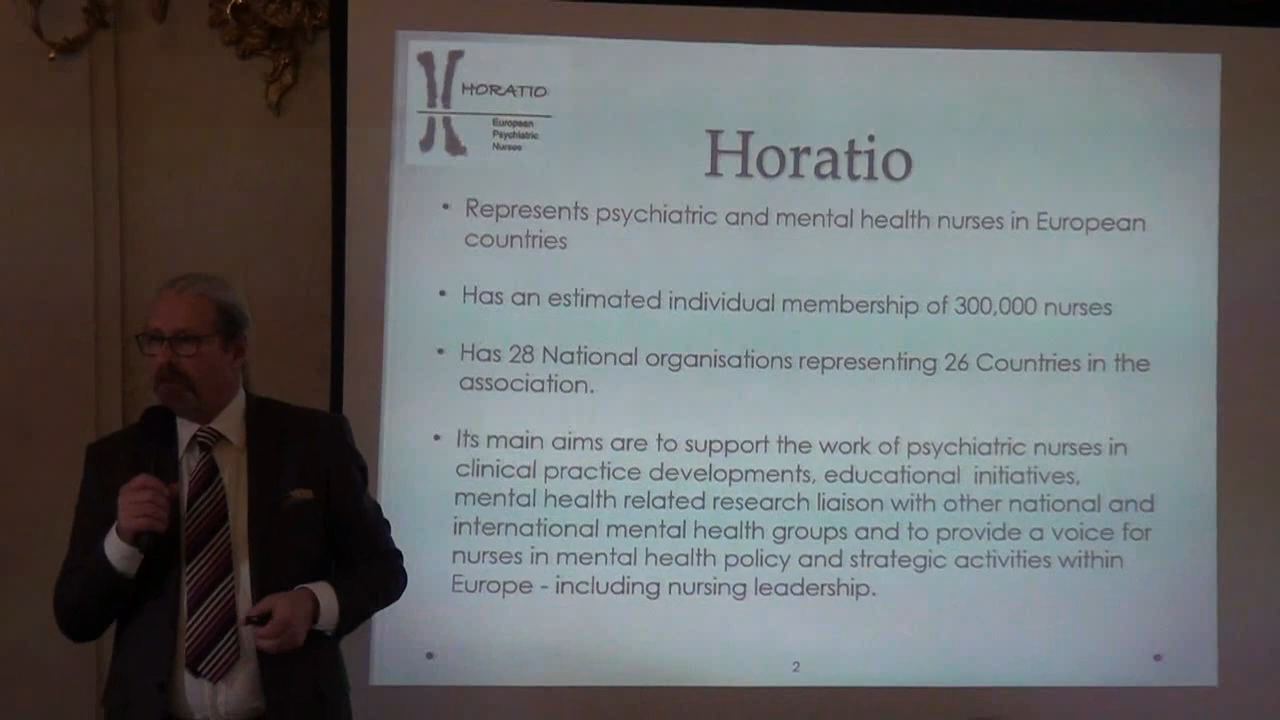 HORATIO
European
Psychiatric
Nurses
Horatio
• Represents psychiatric and mental health nurses in European
countries
• Has an estimated individual membership of 300,000 nurses
• Has 28 National organisations representing 26 Countries in the
association.
• Its main aims are to support the work of psychiatric nurses in
clinical practice developments, educational initiatives,
mental health related research liaison with other national and
international mental health groups and to provide a voice for
nurses in mental health policy and strategic activities within
Europe - including nursing leadership.
2